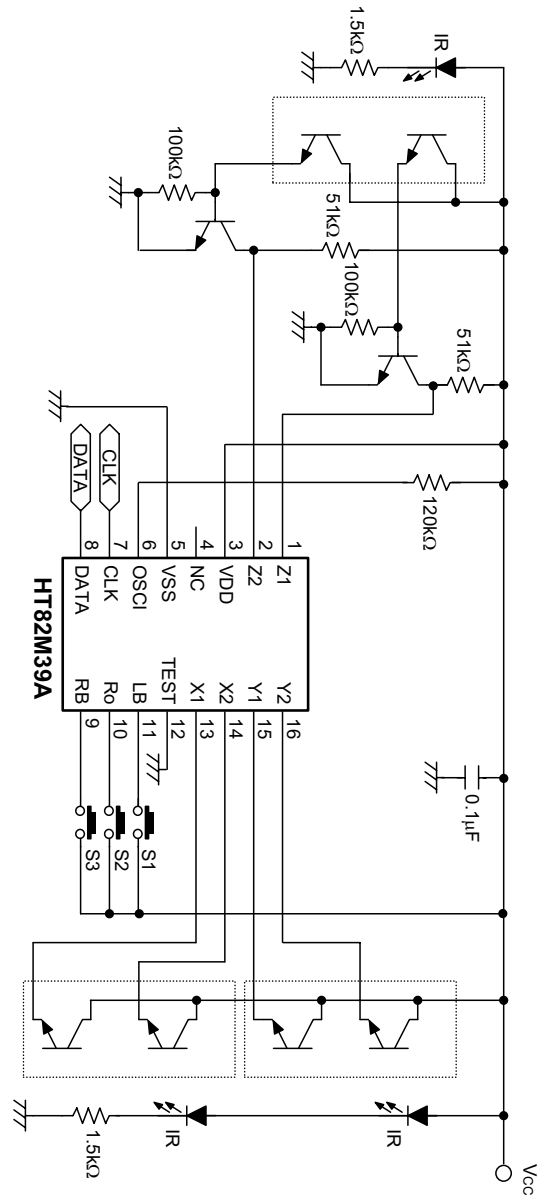 1.5kΩ
IR
100kΩ
51kΩ
100kΩ
51kΩ
120kΩ
DATA
CLK
8 7 6 5 4 3 2 1
DATA CLK OSCI VSS NC VDD Z2 Z1
HT82M39A
RB Ro LB TEST X1 X2 Y1 Y2
9 10 11 12 13 14 15 16
0.1µF
S3 S2 S1
1.5kΩ
IR
IR
Vcc